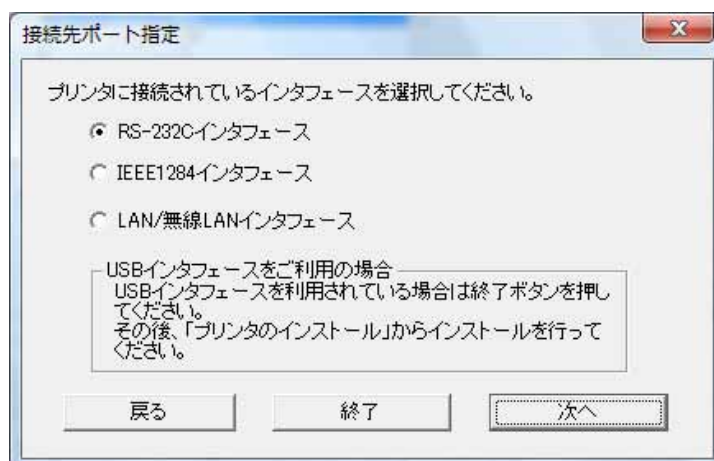 接続先ポート指定
プリンタに接続されているインタフェースを選択してください。
RS-232Cインタフェース
IEEE1284インタフェース
LAN/無線LANインタフェース
USBインタフェースをご利用の場合
USBインタフェースを利用されている場合は終了ボタンを押し
てください。
その後、「プリンタのインストール」からインストールを行って
ください。
戻る
終了
次へ